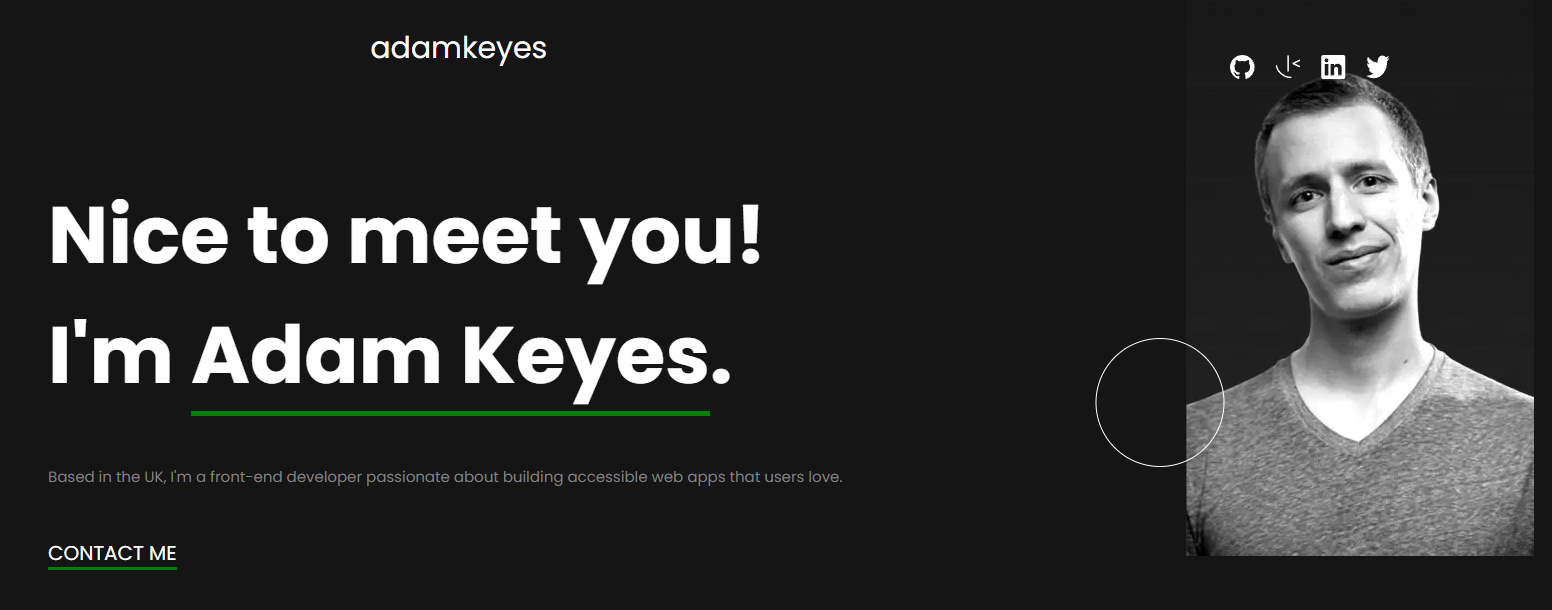 adamkeyes
Nice to meet you!
I'm Adam Keyes.
Based in the UK, I'm a front-end developer passionate about building accessible web apps that users love.
CONTACT ME